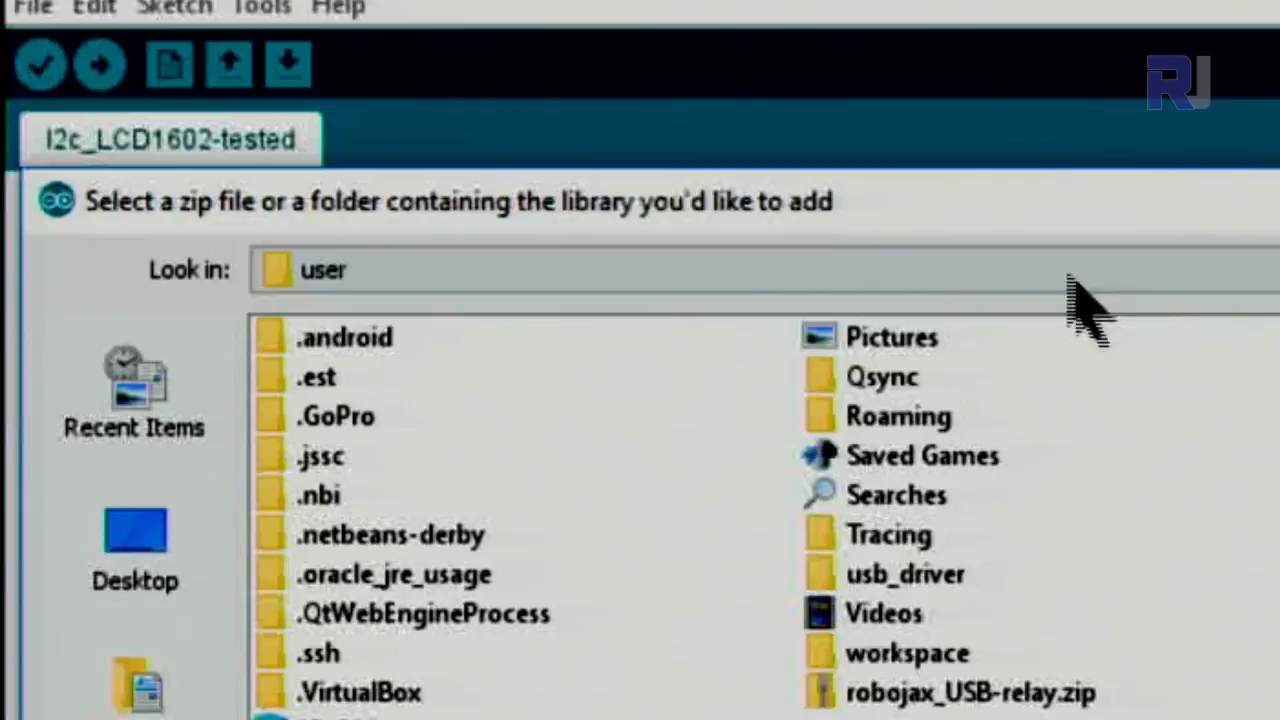 File Edit Sketch Tools Help
RJ
I2c_LCD1602-tested
Select a zip file or a folder containing the library you'd like to add
Look in: user
.android
.est
.GoPro
.jssc
.nbi
.netbeans-derby
.oracle_jre_usage
.QtWebEngineProcess
.ssh
.VirtualBox
Pictures
Qsync
Roaming
Saved Games
Searches
Tracing
usb_driver
Videos
workspace
robojax_USB-relay.zip
Recent Items
Desktop